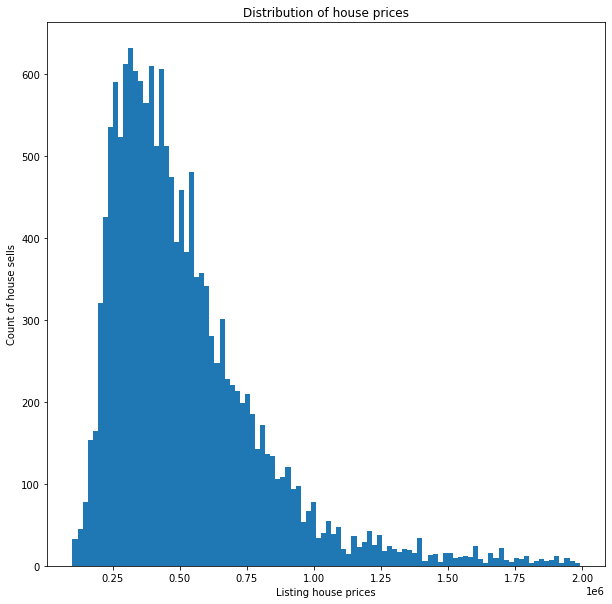 Distribution of house prices
600
500
400
300
200
100
0
Count of house sells
0.25 0.50 0.75 1.00 1.25 1.50 1.75 2.00
1e6
Listing house prices